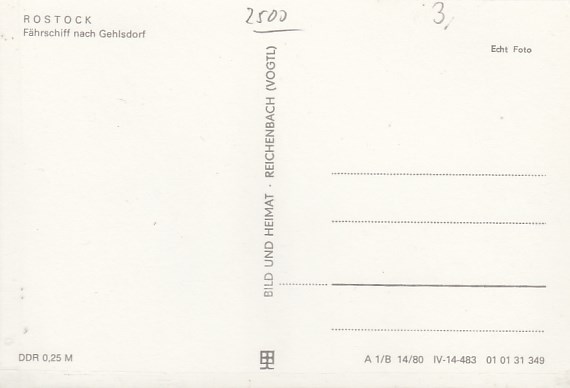 ROSTOCK
Fährschiff nach Gehlsdorf
2500
3,
Echt Foto
BILD UND HEIMAT · REICHENBACH (VOGTL)
DDR 0,25 M
A 1/B 14/80 IV-14-483 01 01 31 349